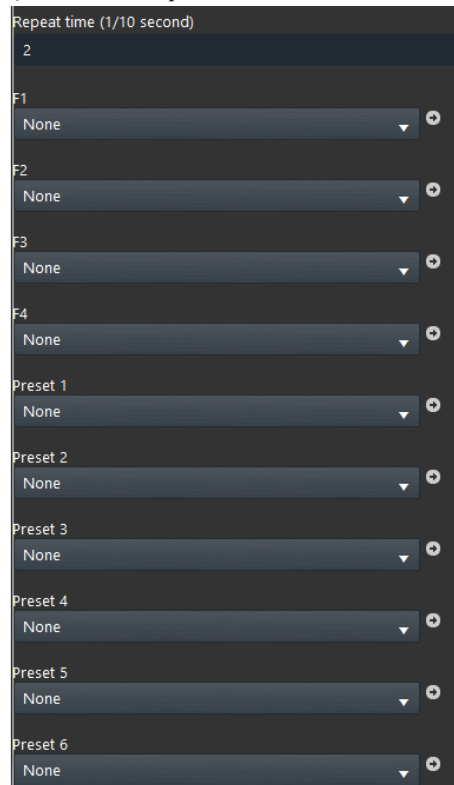 Repeat time (1/10 second)
2
F1
None
F2
None
F3
None
F4
None
Preset 1
None
Preset 2
None
Preset 3
None
Preset 4
None
Preset 5
None
Preset 6
None